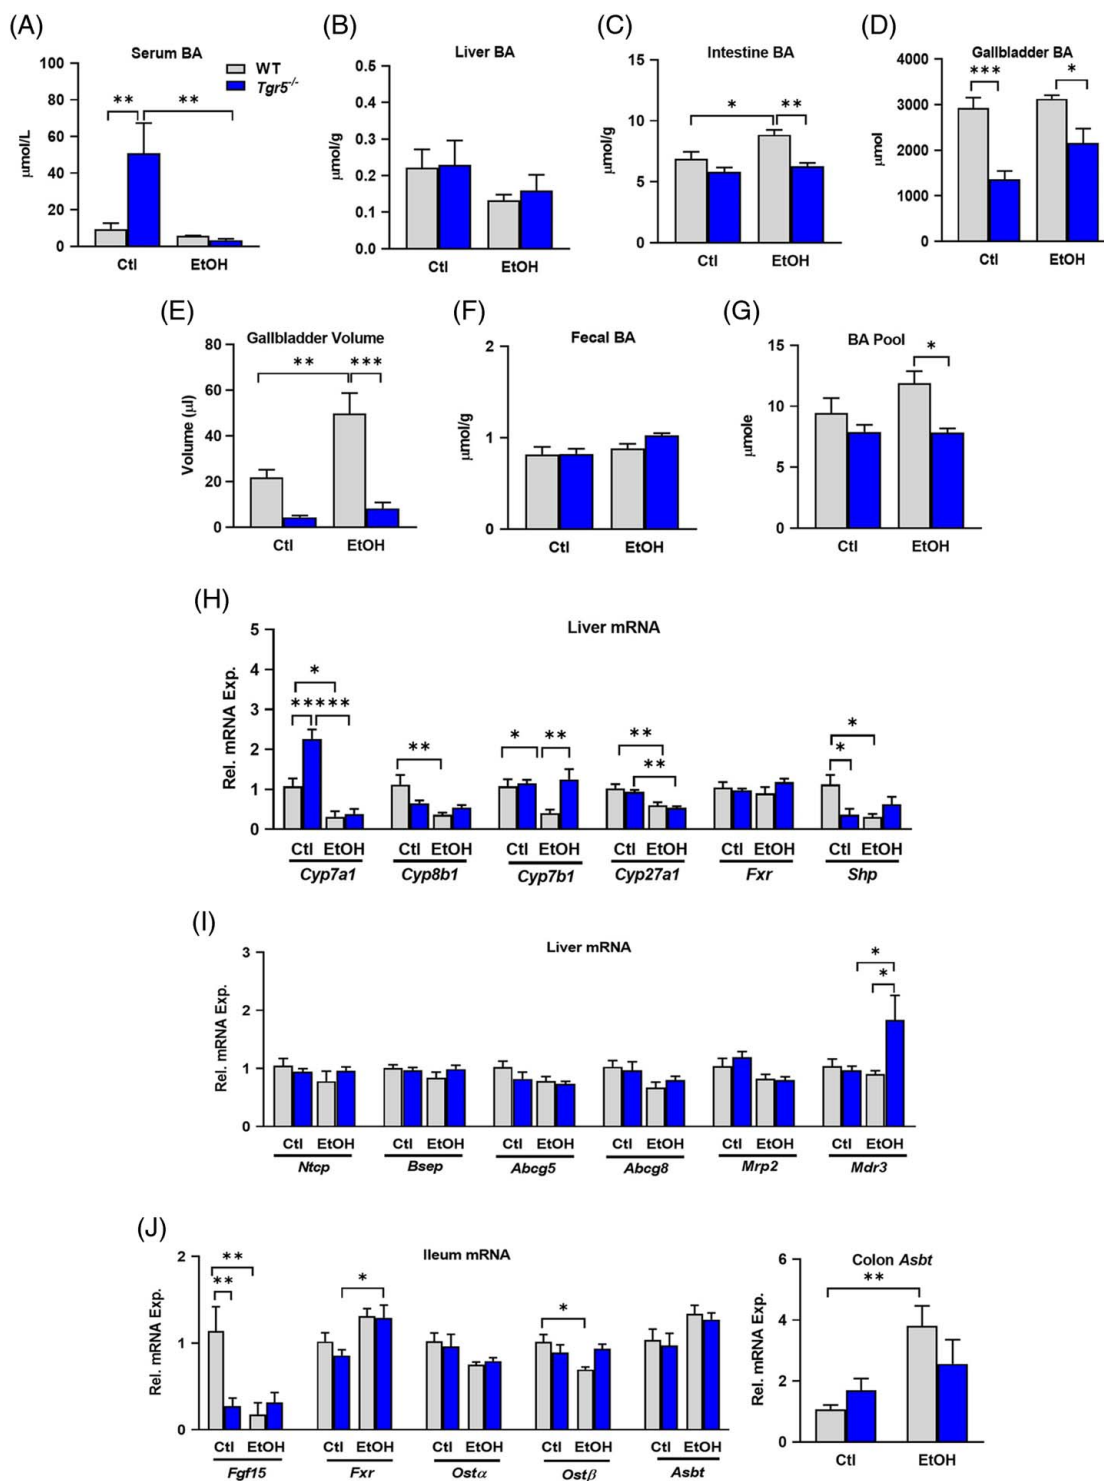 (A)
Serum BA
WT
Tgr5-/-
100
80
60
40
20
0
μmol/L
** **
Ctl EtOH
(B)
Liver BA
0.6
0.5
0.4
0.3
0.2
0.1
0.0
μmol/g
Ctl EtOH
(C)
Intestine BA
15
10
5
0
μmol/g
* **
Ctl EtOH
(D)
Gallbladder BA
4000
3000
2000
1000
0
μmol
*** *
Ctl EtOH
(E)
Gallbladder Volume
80
60
40
20
0
Volume (μl)
** ***
Ctl EtOH
(F)
Fecal BA
2
1
0
μmol/g
Ctl EtOH
(G)
BA Pool
15
10
5
0
μmole
*
Ctl EtOH
(H)
Liver mRNA
5
4
3
2
1
0
Rel. mRNA Exp.
*
*****
**
* **
**
**
*
*
Ctl EtOH Ctl EtOH Ctl EtOH Ctl EtOH Ctl EtOH Ctl EtOH
Cyp7a1 Cyp8b1 Cyp7b1 Cyp27a1 Fxr Shp
(I)
Liver mRNA
3
2
1
0
Rel. mRNA Exp.
*
*
Ctl EtOH Ctl EtOH Ctl EtOH Ctl EtOH Ctl EtOH Ctl EtOH
Ntcp Bsep Abcg5 Abcg8 Mrp2 Mdr3
(J)
Ileum mRNA
2
1
0
Rel. mRNA Exp.
**
**
*
*
Ctl EtOH Ctl EtOH Ctl EtOH Ctl EtOH Ctl EtOH
Fgf15 Fxr Ostα Ostβ Asbt
Colon Asbt
6
4
2
0
Rel. mRNA Exp.
**
Ctl EtOH